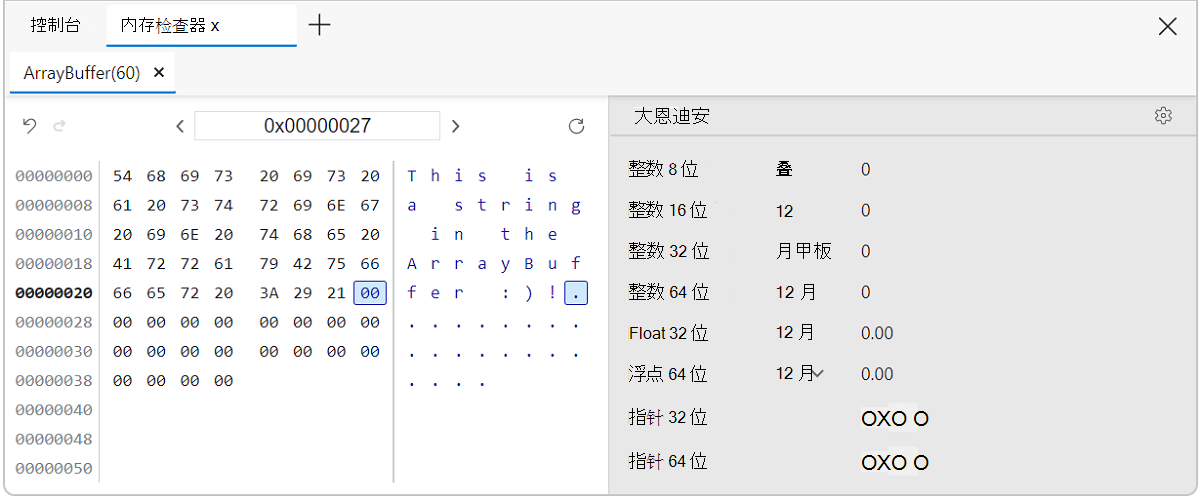 控制台 内存检查器 x
ArrayBuffer(60)
0x00000027
00000000 54 68 69 73 20 69 73 20 This is
00000008 61 20 73 74 72 69 6E 67 a string
00000010 20 69 6E 20 74 68 65 20 in the
00000018 41 72 72 61 79 42 75 66 ArrayBuf
00000020 66 65 72 20 3A 29 21 00 fer :)!.
00000028 00 00 00 00 00 00 00 00 ........
00000030 00 00 00 00 00 00 00 00 ........
00000038 00 00 00 00 ....
00000040
00000048
00000050
大恩迪安
整数 8 位 叠 0
整数 16 位 12 0
整数 32 位 月甲板 0
整数 64 位 12 月 0
Float 32 位 12 月 0.00
浮点 64 位 12 月 0.00
指针 32 位 OXO O
指针 64 位 OXO O